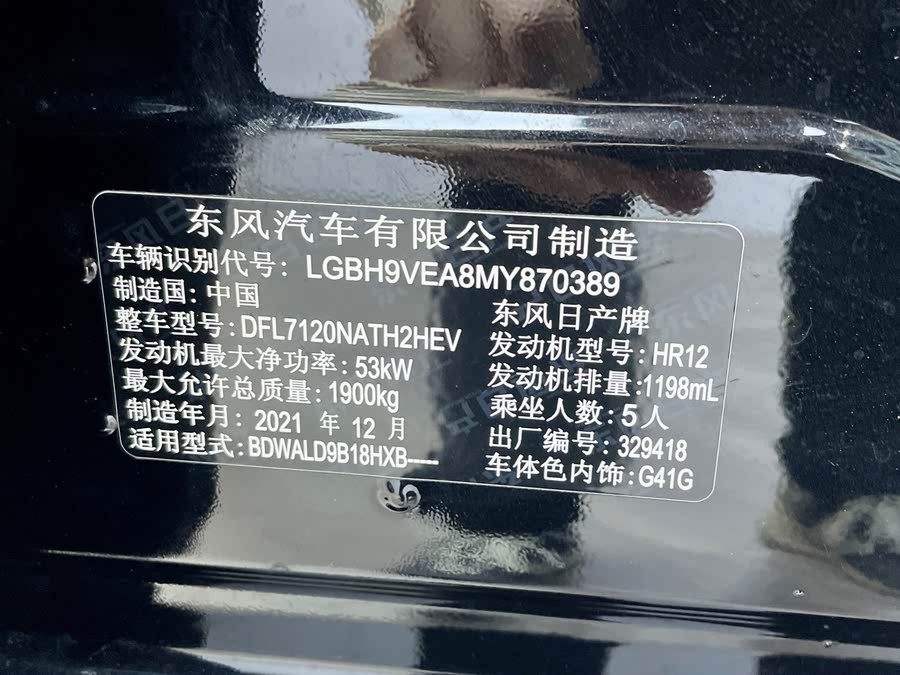 东风汽车有限公司制造
车辆识别代号：LGBH9VEA8MY870389
制造国：中国 东风日产牌
整车型号：DFL7120NATH2HEV 发动机型号：HR12
发动机最大净功率：53kW 发动机排量：1198mL
最大允许总质量：1900kg 乘坐人数：5人
制造年月：2021 年 12 月 出厂编号：329418
适用型式：BDWALD9B18HXB----- 车体色内饰：G41G